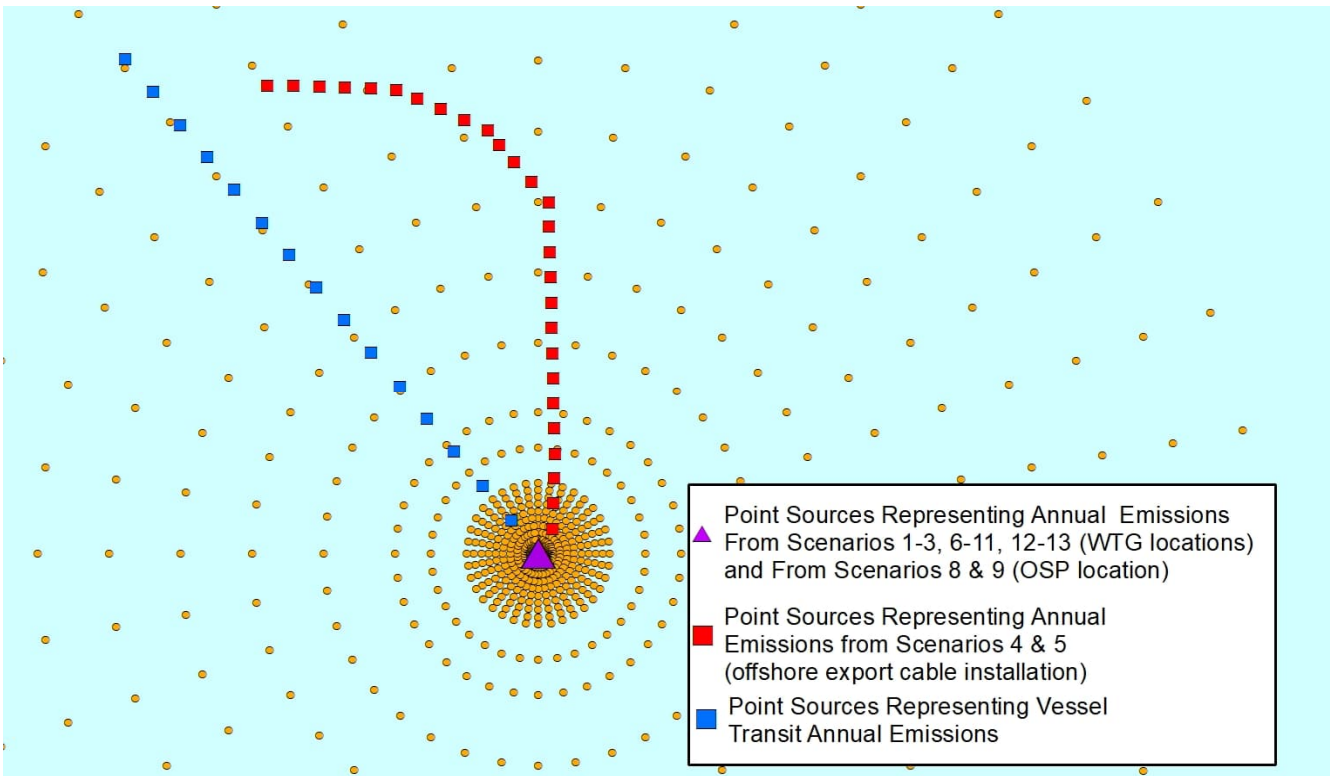 Point Sources Representing Annual Emissions
From Scenarios 1-3, 6-11, 12-13 (WTG locations)
and From Scenarios 8 & 9 (OSP location)
Point Sources Representing Annual
Emissions from Scenarios 4 & 5
(offshore export cable installation)
Point Sources Representing Vessel
Transit Annual Emissions